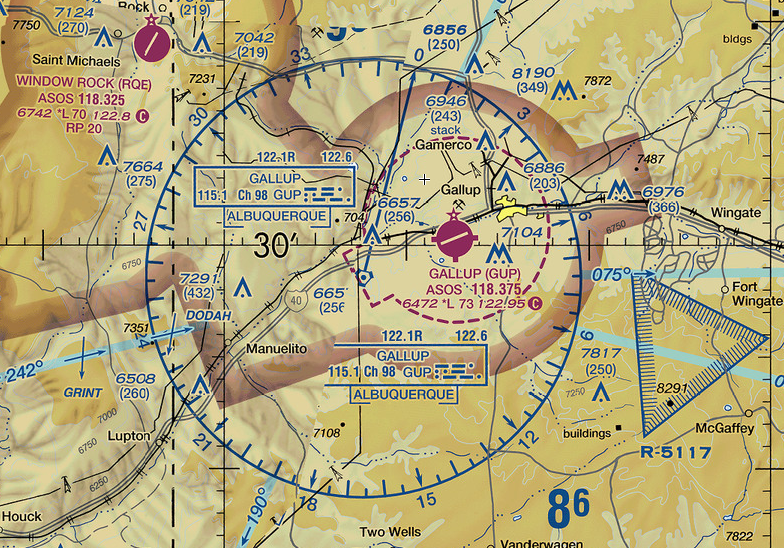 Rock
7750
7124
(270)
(219)
Saint Michaels
7042
(219)
6856
(250)
bldgs
WINDOW ROCK (RQE)
ASOS 118.325
6742 *L 70 122.8 C
RP 20
7231
33
0
3
8190
(349)
7872
6946
(243)
stack
Gamerco
30
7664
(275)
122.1R 122.6
GALLUP
115.1 Ch 98 GUP
ALBUQUERQUE
7487
6886
(203)
Gallup
6976
(366)
6657
(256)
704
27
Wingate
30'
7104
6750
6750
GALLUP (GUP)
ASOS 118.375
6472 *L 73 122.95 C
075°
Fort
Wingate
7291
(432)
DODAH
665
(256
40
7351
122.1R 122.6
GALLUP
115.1 Ch 98 GUP
ALBUQUERQUE
Manuelito
242°
GRINT
6508
(260)
7817
(250)
7250
8291
7000
6750
6250
Lupton
21
7108
buildings
12
McGaffey
R-5117
18
15
190°
86
Houck
Two Wells
Vanderwagen
7822